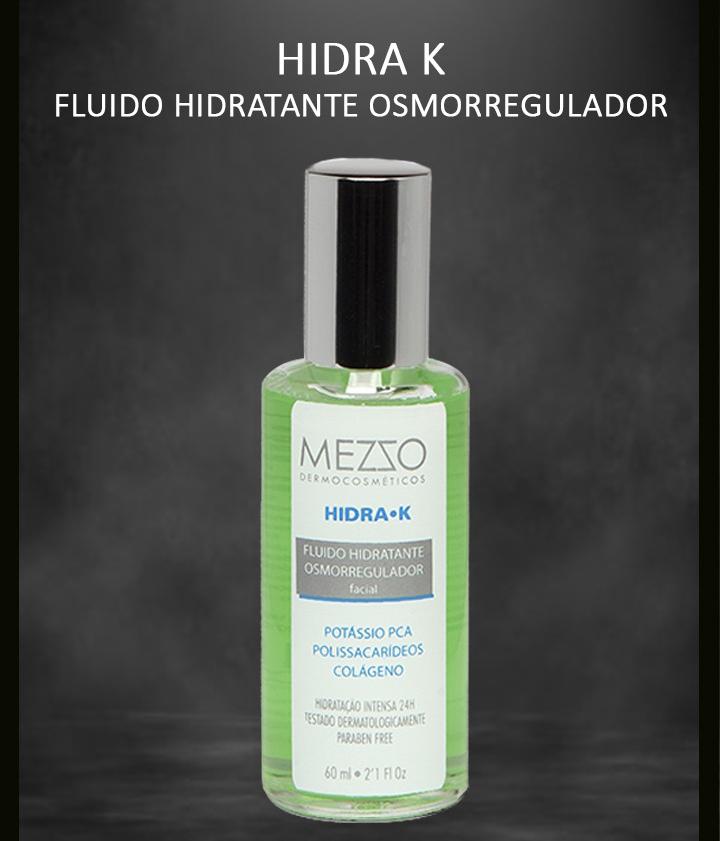 HIDRA K
FLUIDO HIDRATANTE OSMORREGULADOR
MEZZO
DERMOCOSMÉTICOS
HIDRA•K
FLUIDO HIDRATANTE
OSMORREGULADOR
facial
POTÁSSIO PCA
POLISSACARÍDEOS
COLÁGENO
HIDRATAÇÃO INTENSA 24H
TESTADO DERMATOLOGICAMENTE
PARABEN FREE
60 ml • 2'1 Fl Oz